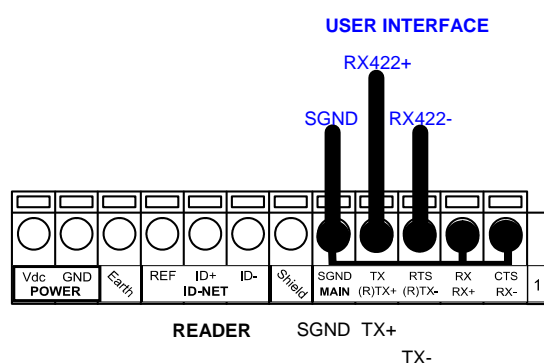 USER INTERFACE
RX422+
SGND RX422-
Vdc GND Earth REF ID+ ID- Shield SGND TX RTS RX CTS 1
POWER ID-NET MAIN (R)TX+ (R)TX- RX+ RX-
READER SGND TX+
TX-